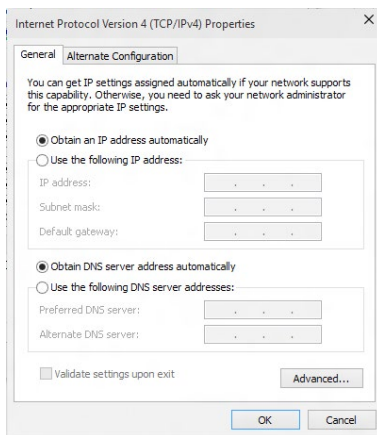 Internet Protocol Version 4 (TCP/IPv4) Properties
General
Alternate Configuration
You can get IP settings assigned automatically if your network supports
this capability. Otherwise, you need to ask your network administrator
for the appropriate IP settings.
Obtain an IP address automatically
Use the following IP address:
IP address:
Subnet mask:
Default gateway:
Obtain DNS server address automatically
Use the following DNS server addresses:
Preferred DNS server:
Alternate DNS server:
Validate settings upon exit
Advanced...
OK
Cancel